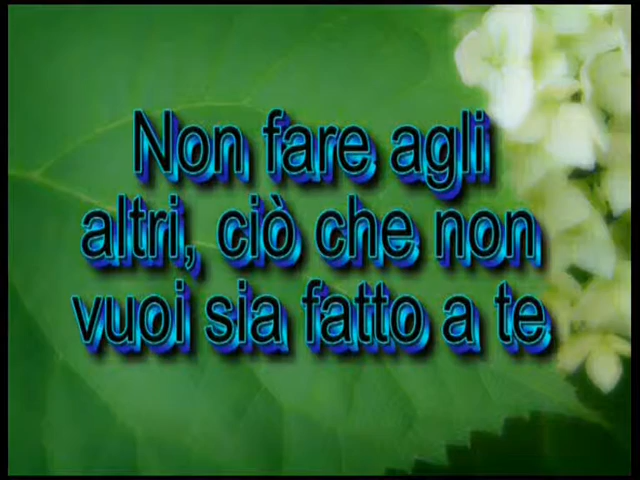 Non fare agli
altri, ciò che non
vuoi sia fatto a te